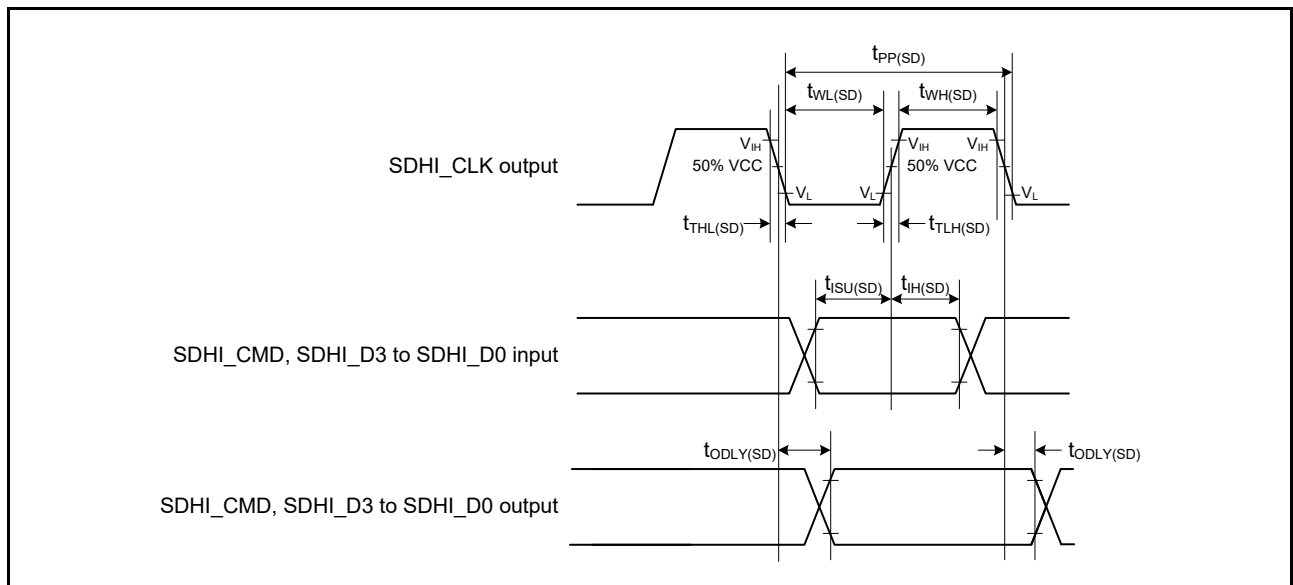 tPP(SD)
tWL(SD) tWH(SD)
SDHI_CLK output
VIH VIH VIH
50% VCC 50% VCC
VL VL VL
tTHL(SD) tTLH(SD)
tISU(SD) tIH(SD)
SDHI_CMD, SDHI_D3 to SDHI_D0 input
tODLY(SD) tODLY(SD)
SDHI_CMD, SDHI_D3 to SDHI_D0 output